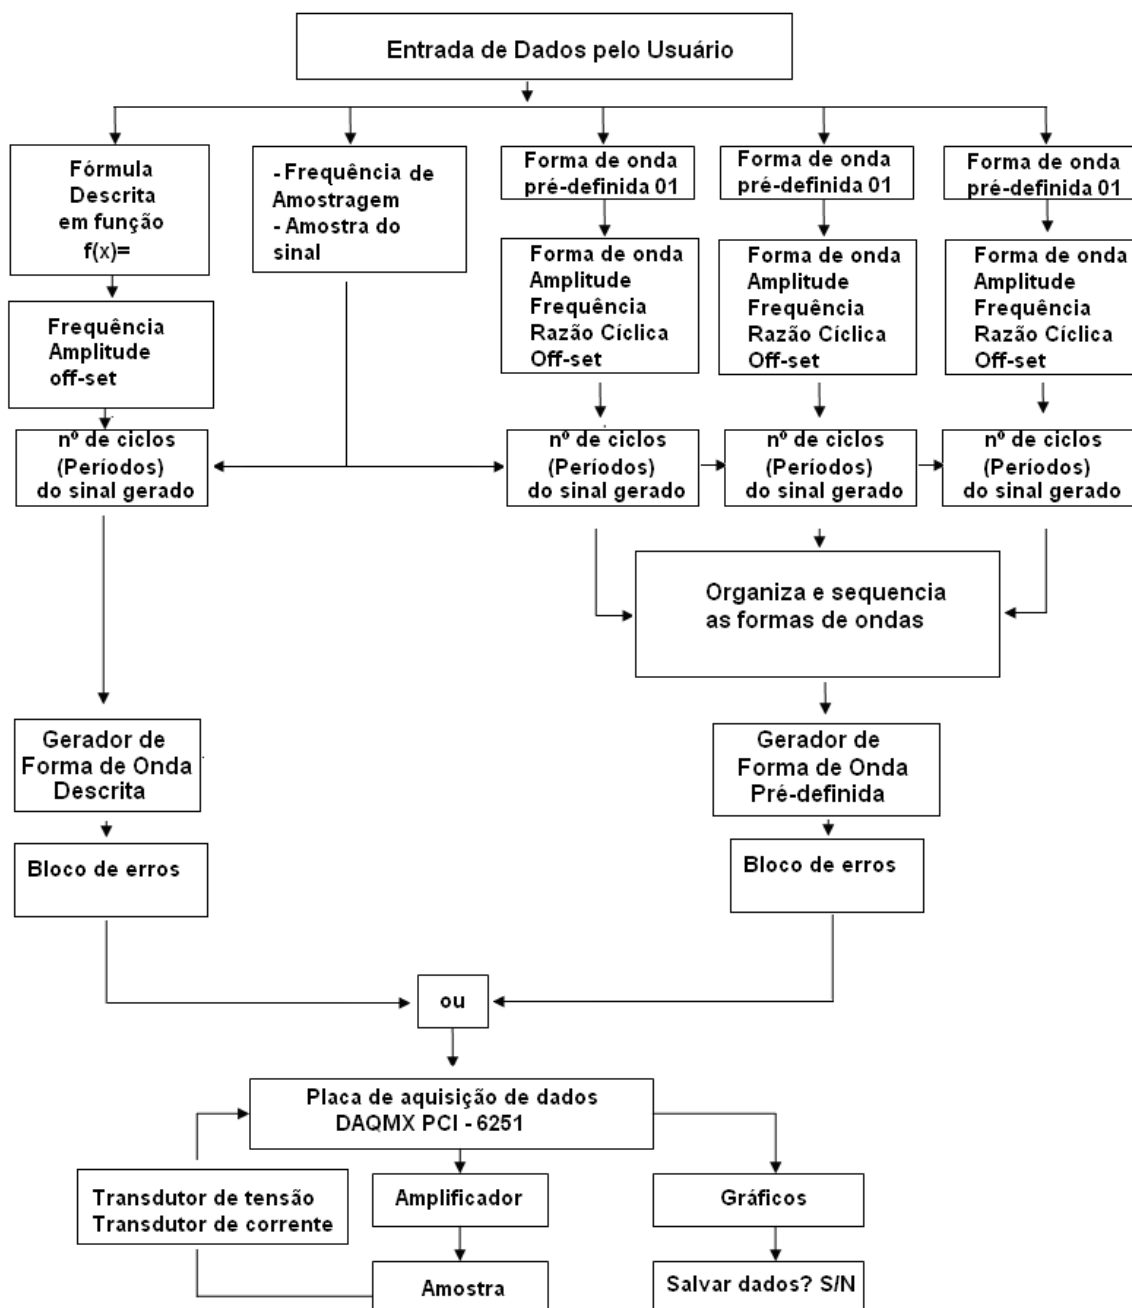 Entrada de Dados pelo Usuário
Fórmula
Descrita
em função
f(x)=
- Frequência de
Amostragem
- Amostra do
sinal
Forma de onda
pré-definida 01
Forma de onda
pré-definida 01
Forma de onda
pré-definida 01
Frequência
Amplitude
off-set
Forma de onda
Amplitude
Frequência
Razão Cíclica
Off-set
Forma de onda
Amplitude
Frequência
Razão Cíclica
Off-set
Forma de onda
Amplitude
Frequência
Razão Cíclica
Off-set
nº de ciclos
(Períodos)
do sinal gerado
nº de ciclos
(Períodos)
do sinal gerado
nº de ciclos
(Períodos)
do sinal gerado
nº de ciclos
(Períodos)
do sinal gerado
Organiza e sequencia
as formas de ondas
Gerador de
Forma de Onda
Descrita
Gerador de
Forma de Onda
Pré-definida
Bloco de erros
Bloco de erros
ou
Placa de aquisição de dados
DAQMX PCI - 6251
Transdutor de tensão
Transdutor de corrente
Amplificador
Gráficos
Amostra
Salvar dados? S/N